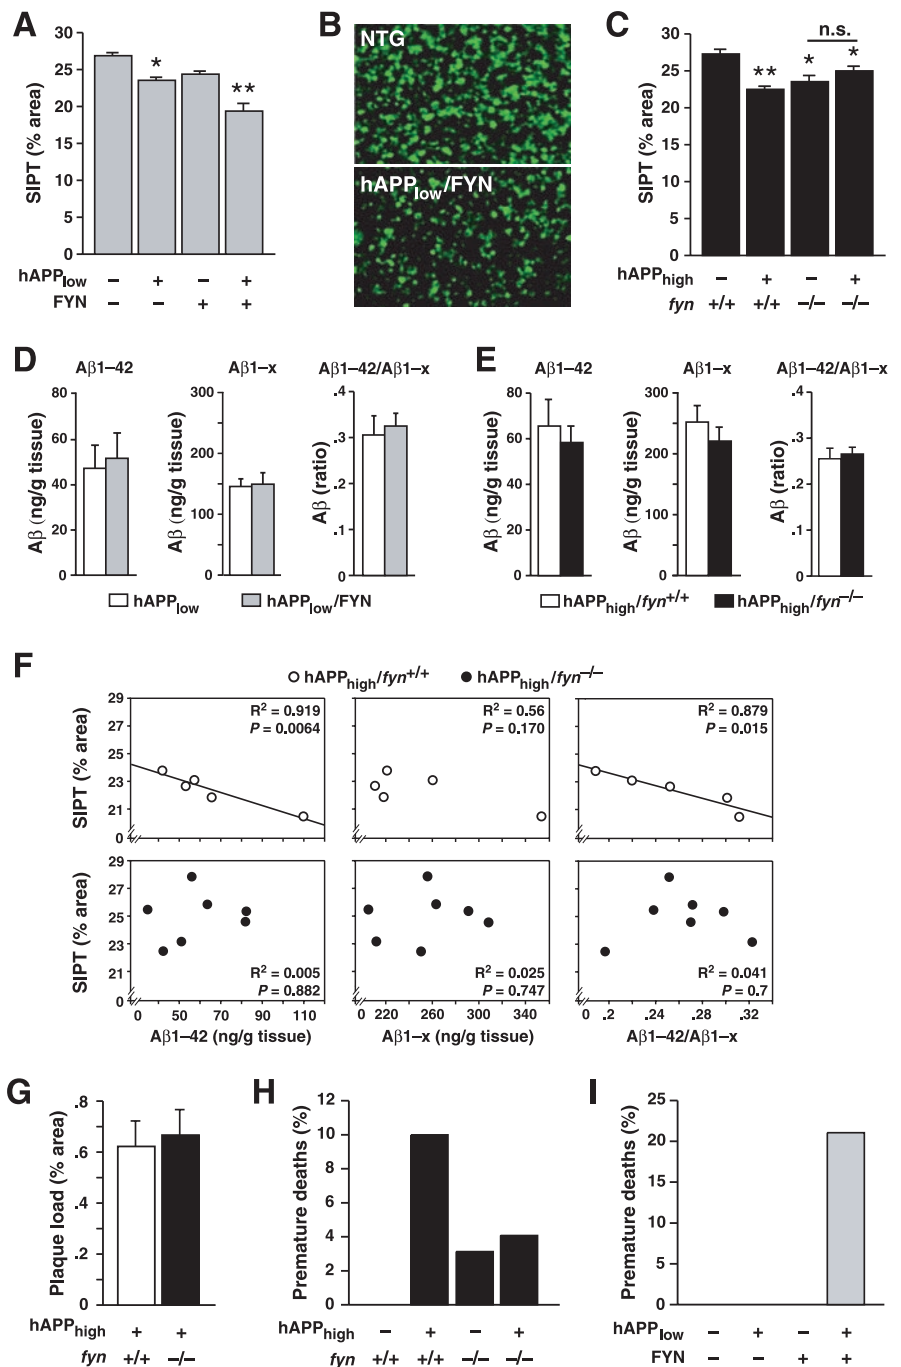 A
SIPT (% area)
30
25
20
15
10
5
0
*
**
hAPPlow – + – +
FYN – – + +
B
NTG
hAPPlow/FYN
C
SIPT (% area)
30
25
20
15
10
5
0
n.s.
**
*
*
hAPPhigh – + – +
fyn +/+ +/+ –/– –/–
D
Aβ1–42
Aβ (ng/g tissue)
80
60
40
20
0
Aβ1–x
Aβ (ng/g tissue)
300
200
100
0
Aβ1–42/Aβ1–x
Aβ (ratio)
.4
.3
.2
.1
0
hAPPlow
hAPPlow/FYN
E
Aβ1–42
Aβ (ng/g tissue)
80
60
40
20
0
Aβ1–x
Aβ (ng/g tissue)
300
200
100
0
Aβ1–42/Aβ1–x
Aβ (ratio)
.4
.3
.2
.1
0
hAPPhigh/fyn+/+
hAPPhigh/fyn–/–
F
hAPPhigh/fyn+/+
hAPPhigh/fyn–/–
SIPT (% area)
29
27
25
23
21
0
R² = 0.919
P = 0.0064
R² = 0.56
P = 0.170
R² = 0.879
P = 0.015
SIPT (% area)
29
27
25
23
21
0
R² = 0.005
P = 0.882
R² = 0.025
P = 0.747
R² = 0.041
P = 0.7
0 50 70 90 110
Aβ1–42 (ng/g tissue)
0 220 260 300 340
Aβ1–x (ng/g tissue)
0 .2 .24 .28 .32
Aβ1–42/Aβ1–x
G
Plaque load (% area)
.8
.6
.4
.2
0
hAPPhigh + +
fyn +/+ –/–
H
Premature deaths (%)
12
10
8
6
4
2
0
hAPPhigh – + – +
fyn +/+ +/+ –/– –/–
I
Premature deaths (%)
25
20
15
10
5
0
hAPPlow – + – +
FYN – – + +